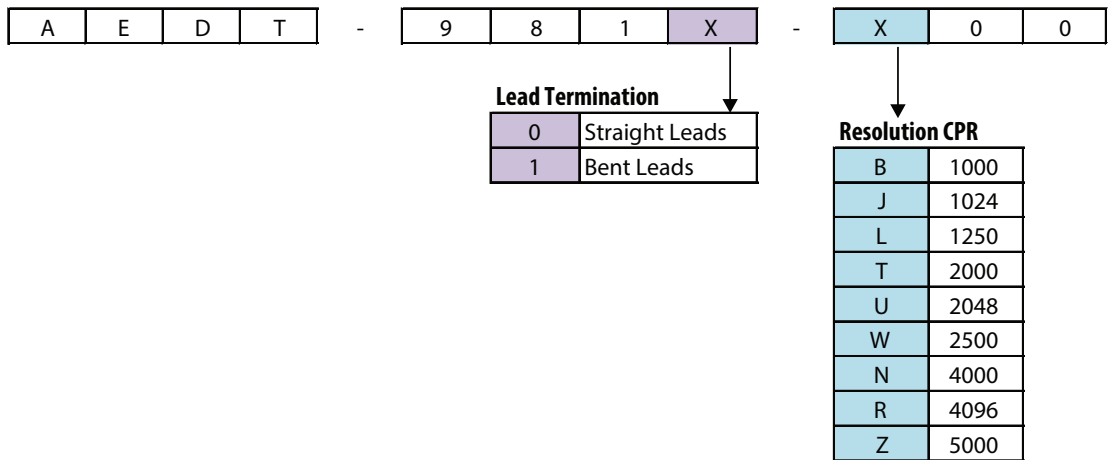 A E D T - 9 8 1 X - X 0 0
Lead Termination
0 Straight Leads
1 Bent Leads
Resolution CPR
B 1000
J 1024
L 1250
T 2000
U 2048
W 2500
N 4000
R 4096
Z 5000